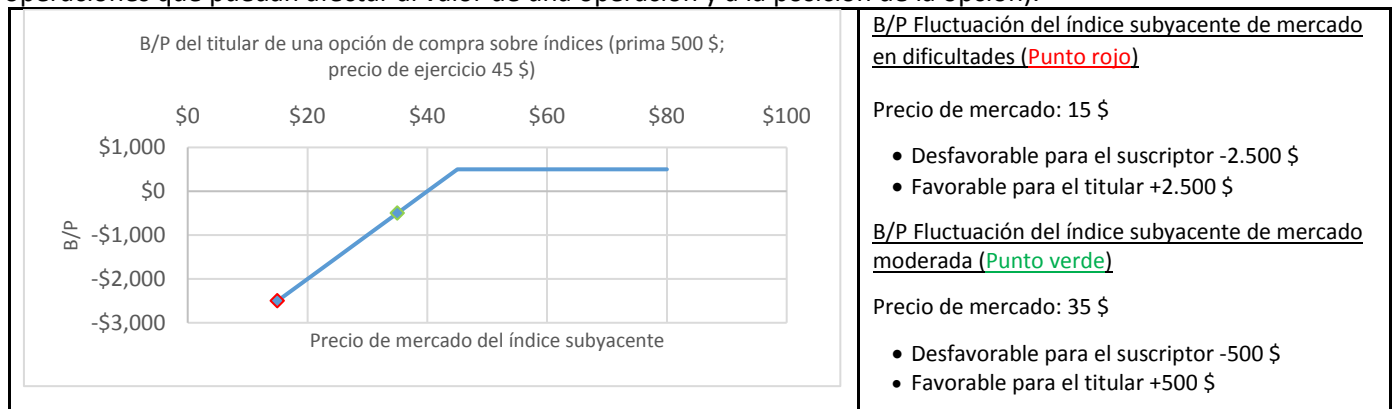 operaciones que puedan afectar al valor de una operación y a la posición de la opción).
B/P del titular de una opción de compra sobre índices (prima 500 $;
precio de ejercicio 45 $)
$0 $20 $40 $60 $80 $100
$1,000
$0
-$1,000
-$2,000
-$3,000
B/P
Precio de mercado del índice subyacente
B/P Fluctuación del índice subyacente de mercado
en dificultades (Punto rojo)
Precio de mercado: 15 $
• Desfavorable para el suscriptor -2.500 $
• Favorable para el titular +2.500 $
B/P Fluctuación del índice subyacente de mercado
moderada (Punto verde)
Precio de mercado: 35 $
• Desfavorable para el suscriptor -500 $
• Favorable para el titular +500 $